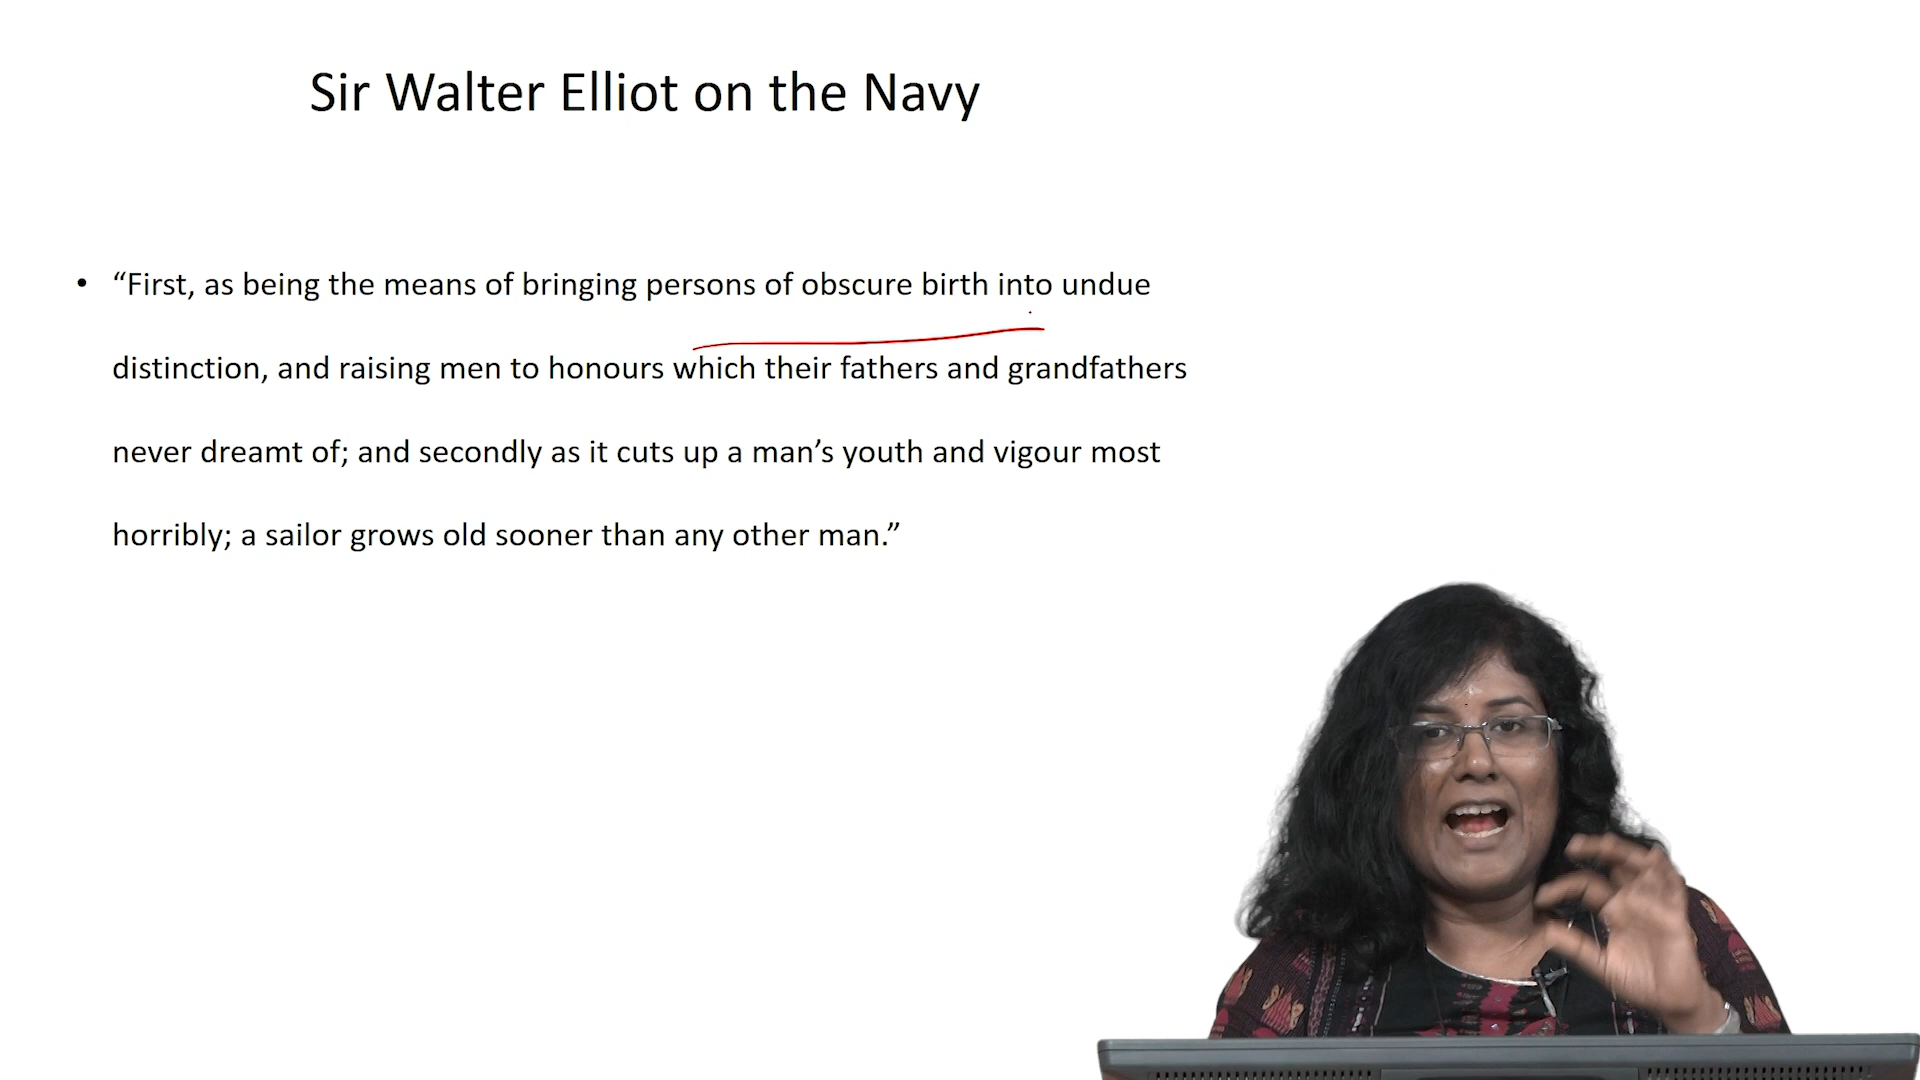 Sir Walter Elliot on the Navy
• “First, as being the means of bringing persons of obscure birth into undue
distinction, and raising men to honours which their fathers and grandfathers
never dreamt of; and secondly as it cuts up a man’s youth and vigour most
horribly; a sailor grows old sooner than any other man.”